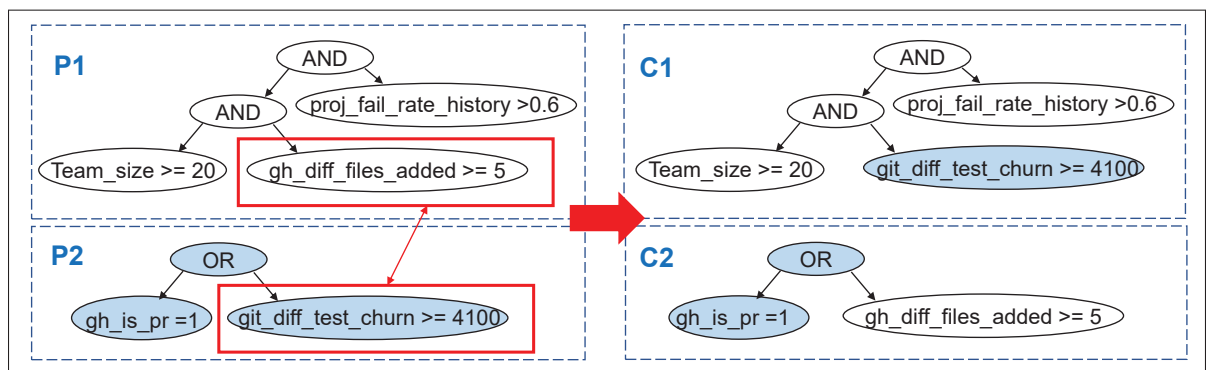 P1
AND
AND
proj_fail_rate_history >0.6
Team_size >= 20
gh_diff_files_added >= 5
P2
OR
gh_is_pr =1
git_diff_test_churn >= 4100
C1
AND
AND
proj_fail_rate_history >0.6
Team_size >= 20
git_diff_test_churn >= 4100
C2
OR
gh_is_pr =1
gh_diff_files_added >= 5